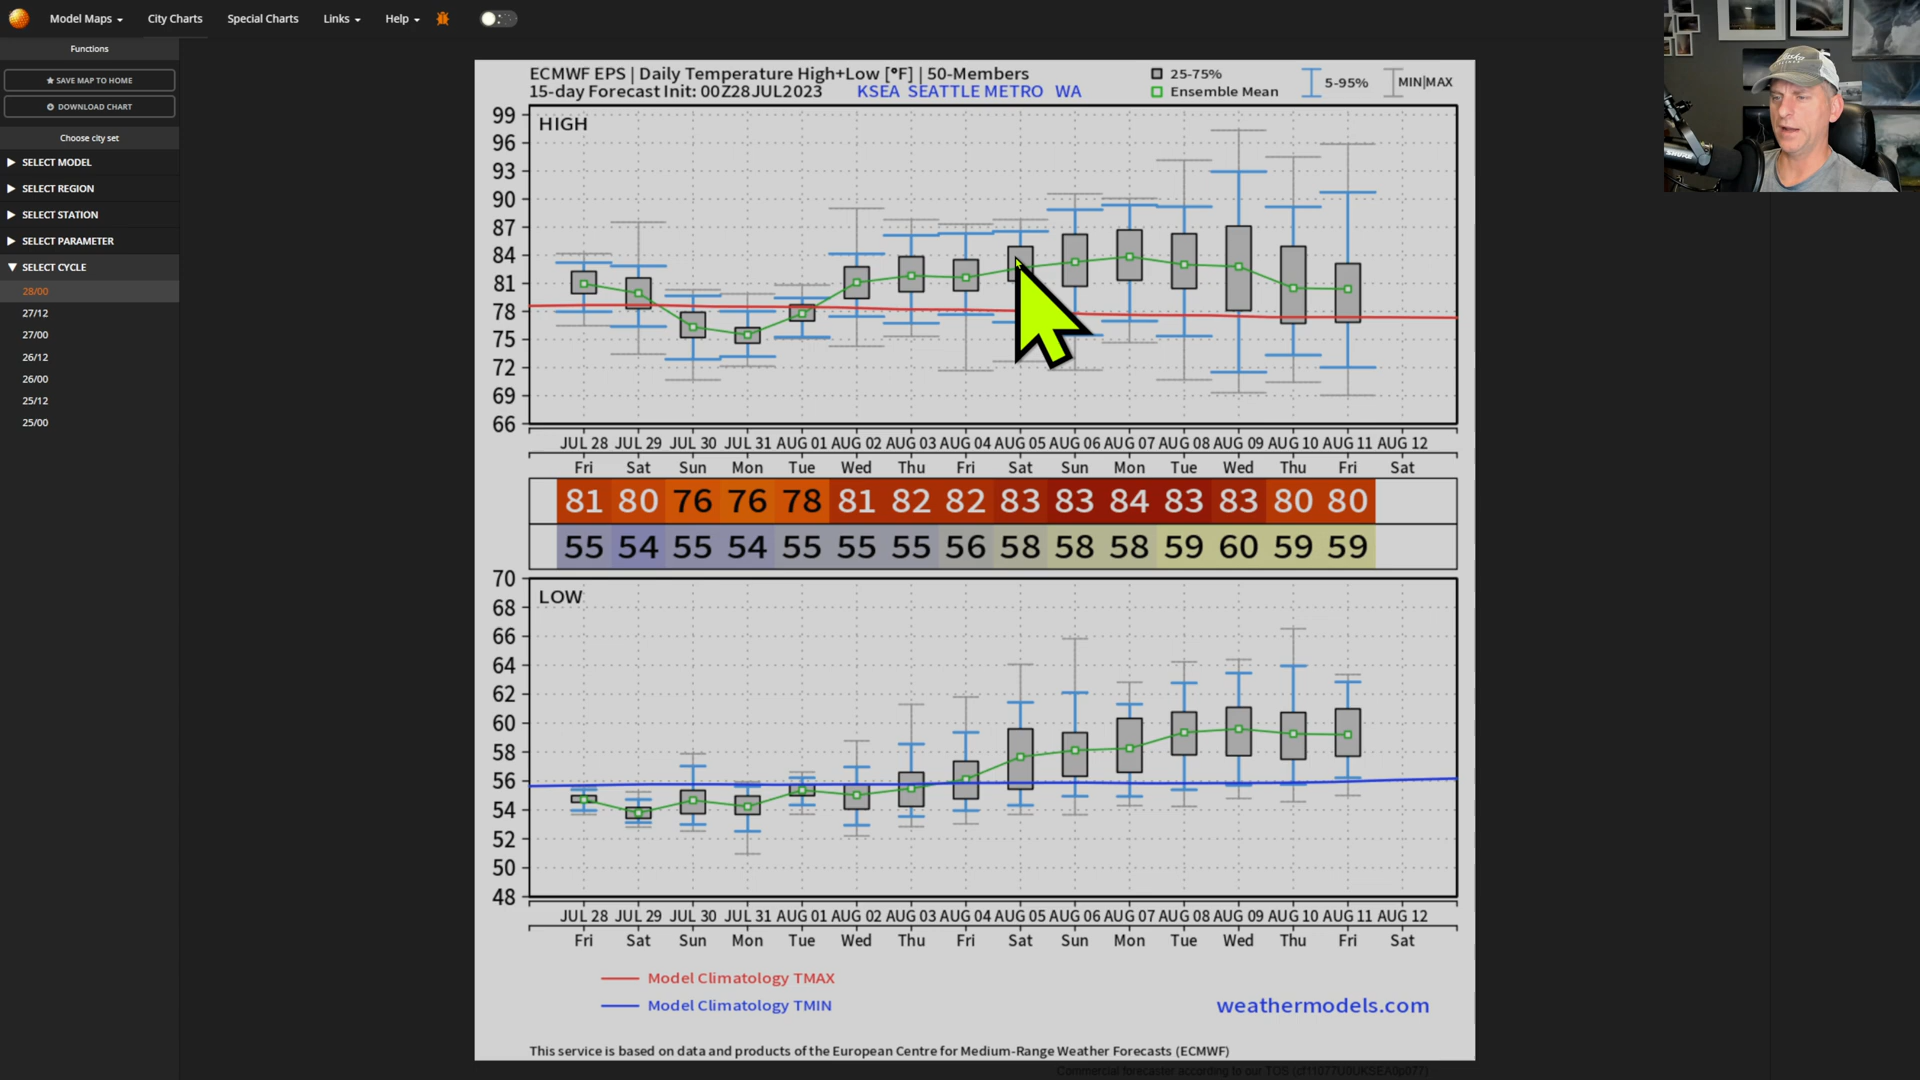 Model Maps
City Charts
Special Charts
Links
Help
Functions
SAVE MAP TO HOME
DOWNLOAD CHART
Choose city set
SELECT MODEL
SELECT REGION
SELECT STATION
SELECT PARAMETER
SELECT CYCLE
28/00
27/12
27/00
26/12
26/00
25/12
25/00
ECMWF EPS | Daily Temperature High+Low [°F] | 50-Members
15-day Forecast Init: 00Z28JUL2023 KSEA SEATTLE METRO WA
25-75%
Ensemble Mean
5-95%
MIN|MAX
HIGH
99
96
93
90
87
84
81
78
75
72
69
66
JUL 28 JUL 29 JUL 30 JUL 31 AUG 01 AUG 02 AUG 03 AUG 04 AUG 05 AUG 06 AUG 07 AUG 08 AUG 09 AUG 10 AUG 11 AUG 12
Fri Sat Sun Mon Tue Wed Thu Fri Sat Sun Mon Tue Wed Thu Fri Sat
81 80 76 76 78 81 82 82 83 83 84 83 83 80 80
55 54 55 54 55 55 55 56 58 58 58 59 60 59 59
LOW
70
68
66
64
62
60
58
56
54
52
50
48
JUL 28 JUL 29 JUL 30 JUL 31 AUG 01 AUG 02 AUG 03 AUG 04 AUG 05 AUG 06 AUG 07 AUG 08 AUG 09 AUG 10 AUG 11 AUG 12
Fri Sat Sun Mon Tue Wed Thu Fri Sat Sun Mon Tue Wed Thu Fri Sat
Model Climatology TMAX
Model Climatology TMIN
weathermodels.com
This service is based on data and products of the European Centre for Medium-Range Weather Forecasts (ECMWF)
Commercial forecaster according to our TOS